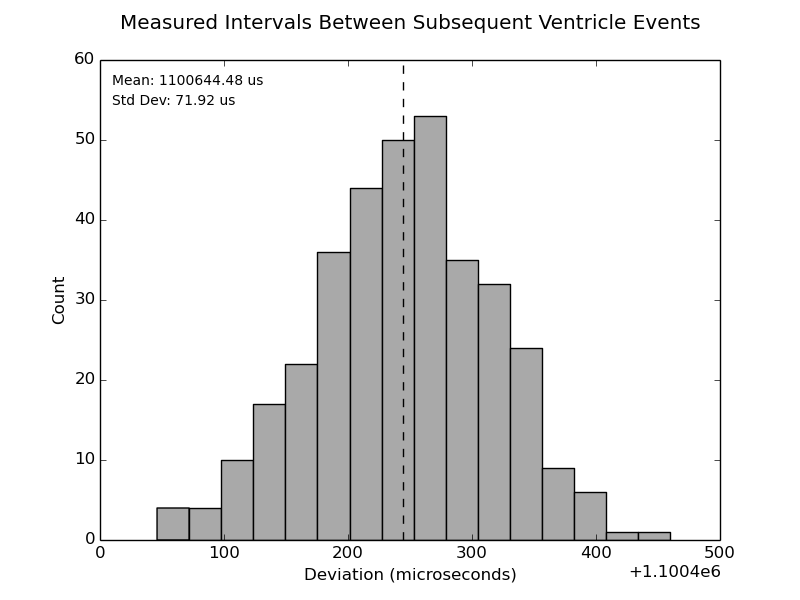 Measured Intervals Between Subsequent Ventricle Events
60
Mean: 1100644.48 us
Std Dev: 71.92 us
50
40
30
20
10
0
Count
0 100 200 300 400 500
Deviation (microseconds)
+1.1004e6